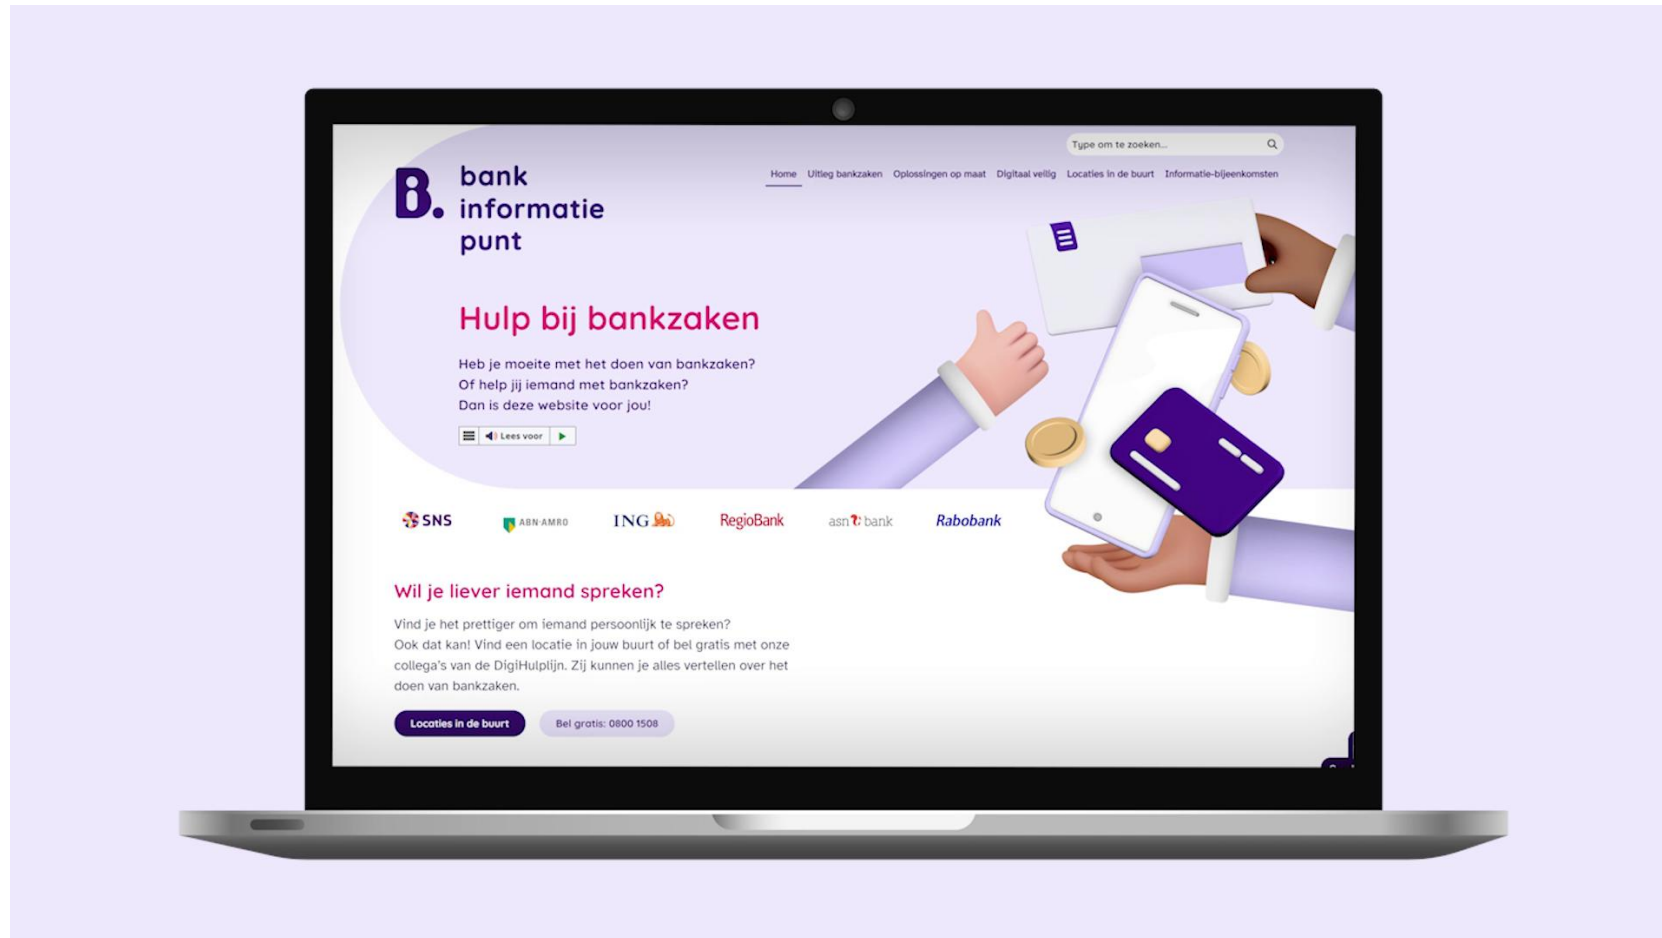 Type om te zoeken...
bank
informatie
punt
Home Uitleg bankzaken Oplossingen op maat Digitaal veilig Locaties in de buurt Informatie-bijeenkomsten
Hulp bij bankzaken
Heb je moeite met het doen van bankzaken?
Of help jij iemand met bankzaken?
Dan is deze website voor jou!
Lees voor
SNS ABN·AMRO ING RegioBank asn bank Rabobank
Wil je liever iemand spreken?
Vind je het prettiger om iemand persoonlijk te spreken?
Ook dat kan! Vind een locatie in jouw buurt of bel gratis met onze
collega's van de DigiHulplijn. Zij kunnen je alles vertellen over het
doen van bankzaken.
Locaties in de buurt Bel gratis: 0800 1508